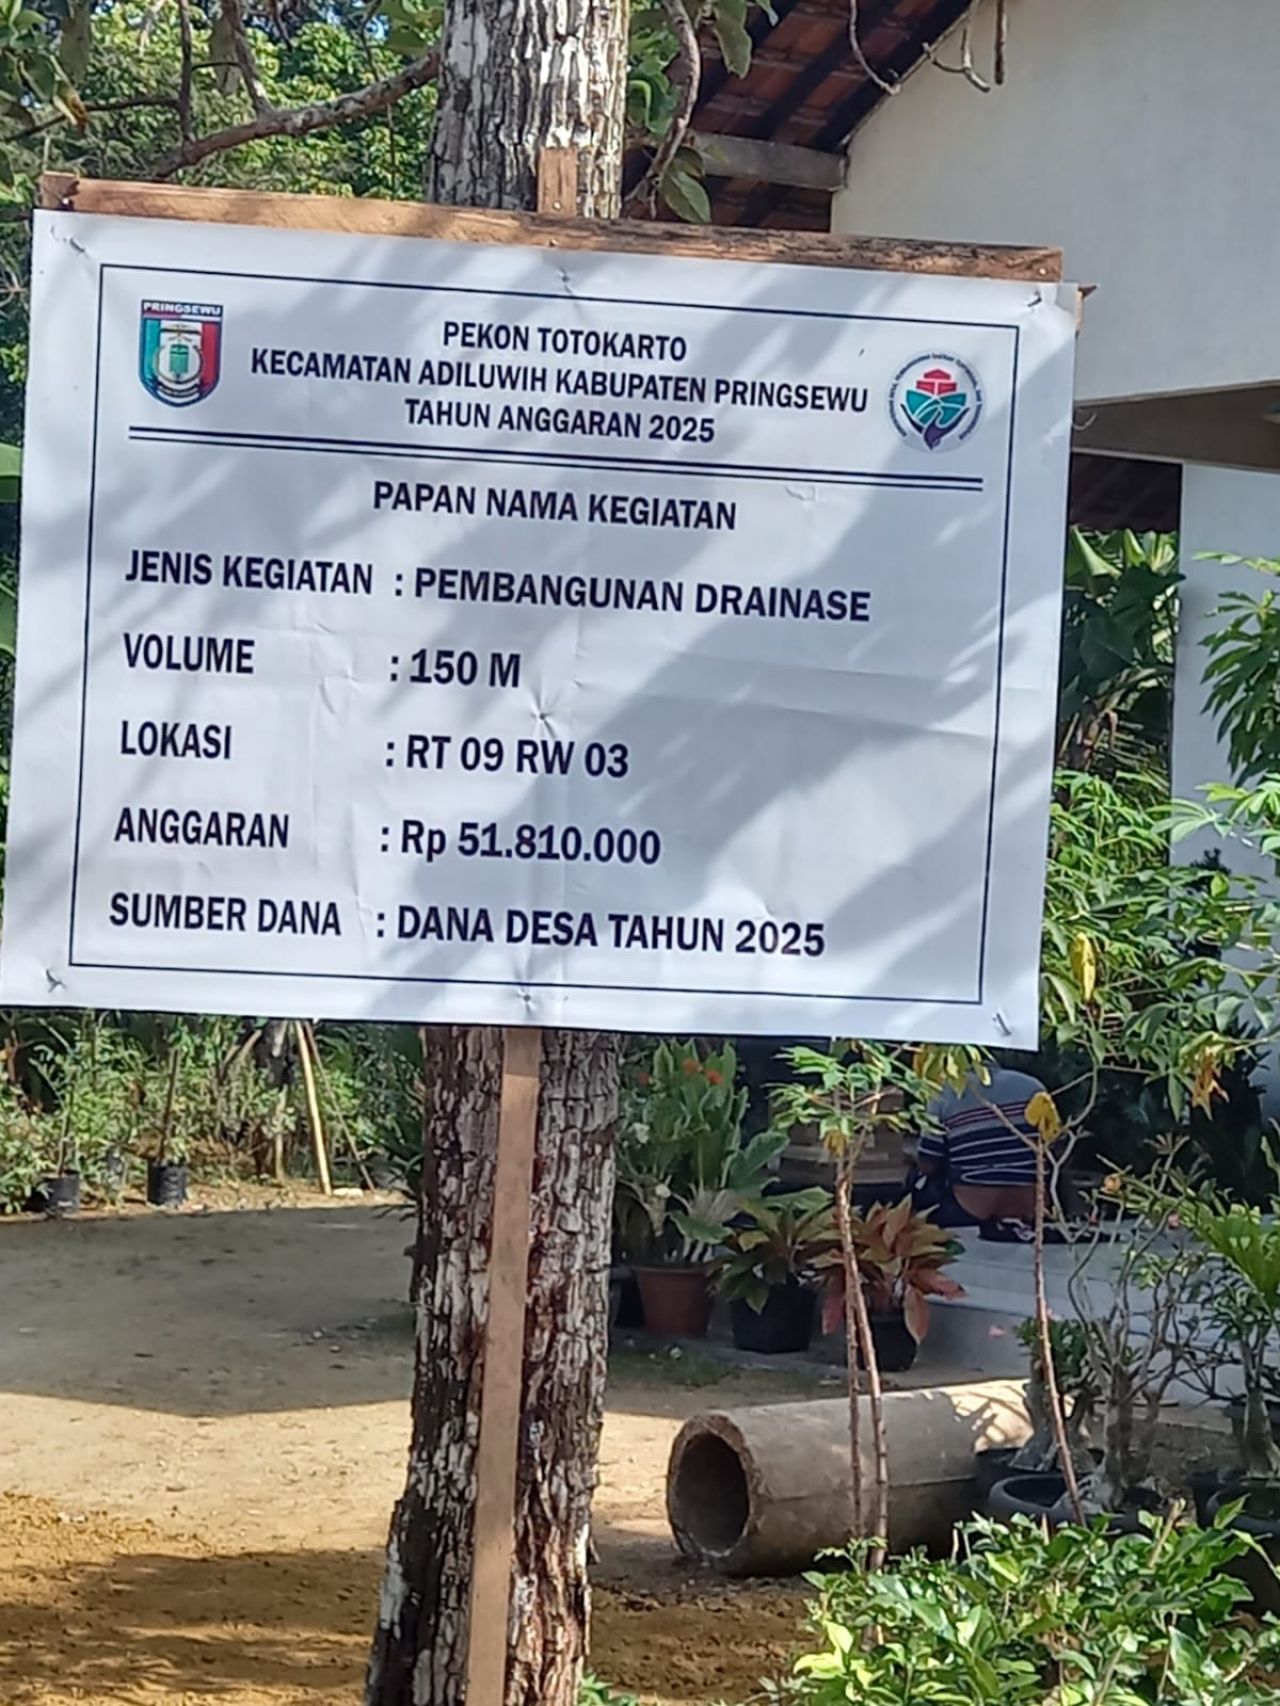 PRINGSEWU
PEKON TOTOKARTO
KECAMATAN ADILUWIH KABUPATEN PRINGSEWU
TAHUN ANGGARAN 2025
PAPAN NAMA KEGIATAN
JENIS KEGIATAN : PEMBANGUNAN DRAINASE
VOLUME : 150 M
LOKASI : RT 09 RW 03
ANGGARAN : Rp 51.810.000
SUMBER DANA : DANA DESA TAHUN 2025